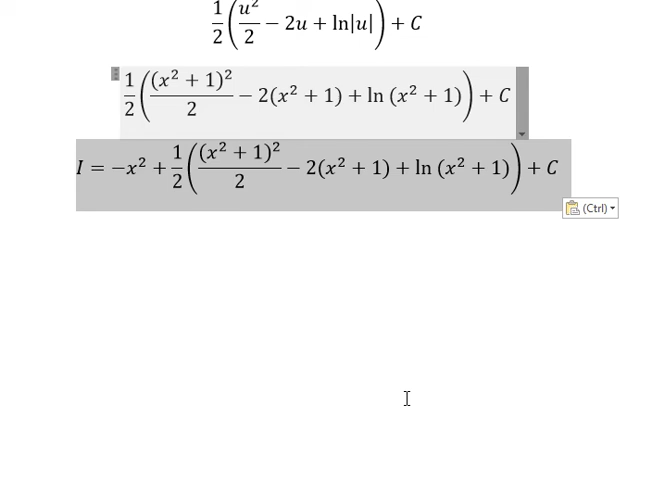 1/2 (u²/2 − 2u + ln|u|) + C
1/2 ((x² + 1)²/2 − 2(x² + 1) + ln (x² + 1)) + C
I = −x² + 1/2 ((x² + 1)²/2 − 2(x² + 1) + ln (x² + 1)) + C
(Ctrl)